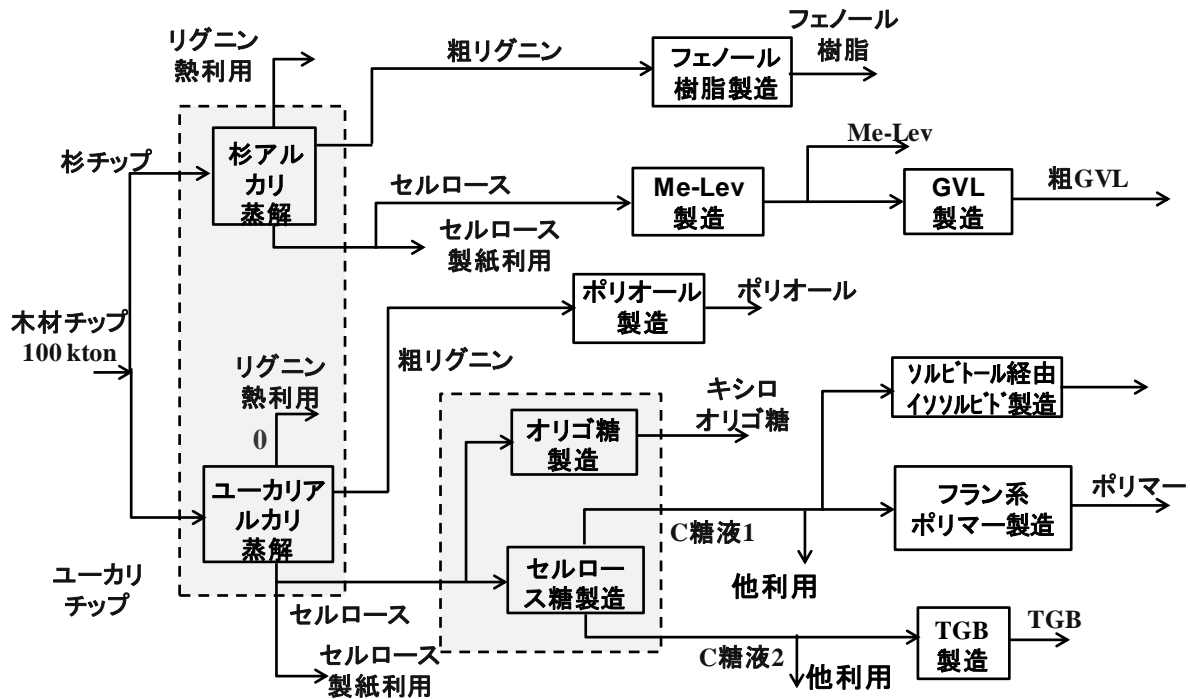 リグニン
熱利用
粗リグニン
フェノール
樹脂製造
フェノール
樹脂
杉チップ
杉アル
カリ
蒸解
セルロース
セルロース
製紙利用
Me-Lev
製造
Me-Lev
GVL
製造
粗GVL
木材チップ
100 kton
リグニン
熱利用
0
粗リグニン
ポリオール
製造
ポリオール
ユーカリア
ルカリ
蒸解
ユーカリ
チップ
セルロース
セルロース
製紙利用
オリゴ糖
製造
キシロ
オリゴ糖
セルロー
ス糖製造
C糖液1
他利用
ソルビトール経由
イソソルビド製造
フラン系
ポリマー製造
ポリマー
C糖液2
他利用
TGB
製造
TGB